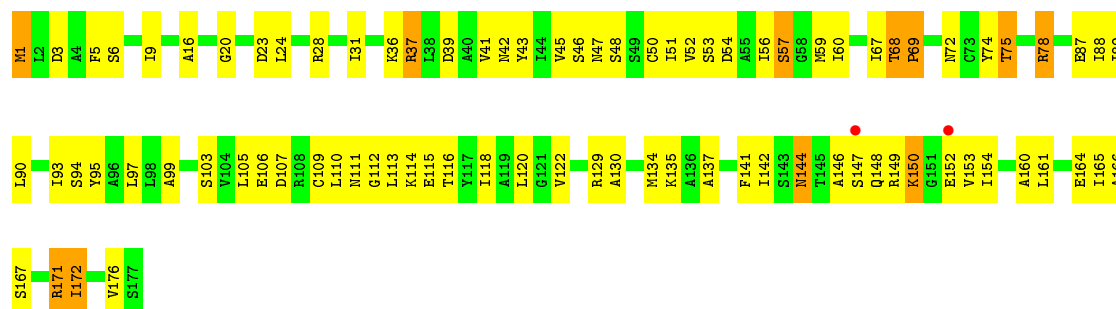 M1 L2 D3 A4 F5 S6 I9 A16 G20 D23 L24 R28 I31 K36 R37 L38 D39 A40 V41 N42 Y43 I44 V45 S46 N47 S48 S49 C50 I51 V52 S53 D54 A55 I56 S57 G58 M59 I60 I67 T68 P69 N72 C73 Y74 T75 R78 E87 I88
L90 I93 S94 Y95 A96 L97 L98 A99 S103 V104 L105 E106 D107 R108 C109 L110 N111 G112 L113 K114 E115 T116 Y117 I118 A119 L120 G121 V122 R129 A130 M134 K135 A136 A137 F141 I142 S143 N144 T145 A146 S147 Q148 R149 K150 G151 E152 V153 I154 A160 L161 E164 I165
S167 R171 I172 V176 S177